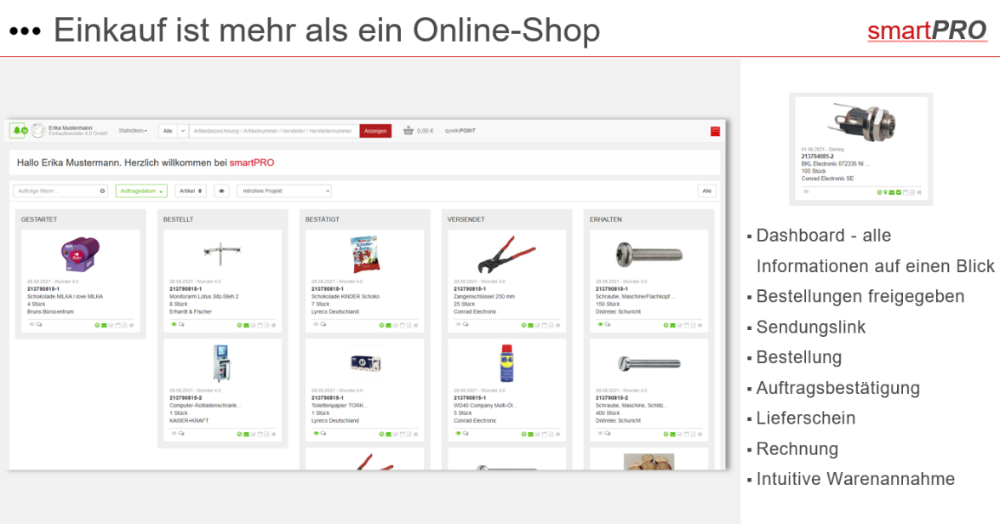 Einkauf ist mehr als ein Online-Shop
smartPRO
Erika Mustermann
Einkaufswunder 4.0 GmbH
Statistiken
Alle
Artikelbezeichnung / Artikelnummer / Hersteller / Herstellernummer
Anzeigen
0,00 €
quwikiPOINT
Hallo Erika Mustermann. Herzlich willkommen bei smartPRO
Aufträge filtern ...
Auftragsdatum
Artikel
mit/ohne Projekt
Alle
GESTARTET
28.08.2021 - Wunder 4.0
213790815-1
Schokolade MILKA I love MILKA
4 Stück
Bruns Bürocentrum
BESTELLT
28.08.2021 - Wunder 4.0
213790815-1
Monitorarm Lotus Sitz-Steh 2
8 Stück
Erhardt & Fischer
28.08.2021 - Wunder 4.0
213790815-2
Computer-Rollladenschrank...
1 Stück
KAISER+KRAFT
BESTÄTIGT
28.08.2021 - Wunder 4.0
213790815-1
Schokolade KINDER Schoko
7 Stück
Lyreco Deutschland
28.08.2021 - Wunder 4.0
213790815-1
Toilettenpapier TORK...
1 Stück
Lyreco Deutschland
VERSENDET
28.08.2021 - Wunder 4.0
213790815-1
Zangenschlüssel 250 mm
25 Stück
Conrad Electronic
WD-40
28.08.2021 - Wunder 4.0
213790815-1
WD40 Company Multi-Öl...
5 Stück
Conrad Electronic
ERHALTEN
28.08.2021 - Wunder 4.0
213790815-1
Schraube, Maschine/Flachkopf ...
150 Stück
Distrelec Schuricht
28.08.2021 - Wunder 4.0
213790815-2
Schraube, Maschine, Schlitz...
400 Stück
Distrelec Schuricht
01.06.2021 - Dürring
213784085-2
BKL Electronic 072335 Ni ...
100 Stück
Conrad Electronic SE
▪ Dashboard - alle
Informationen auf einen Blick
▪ Bestellungen freigegeben
▪ Sendungslink
▪ Bestellung
▪ Auftragsbestätigung
▪ Lieferschein
▪ Rechnung
▪ Intuitive Warenannahme